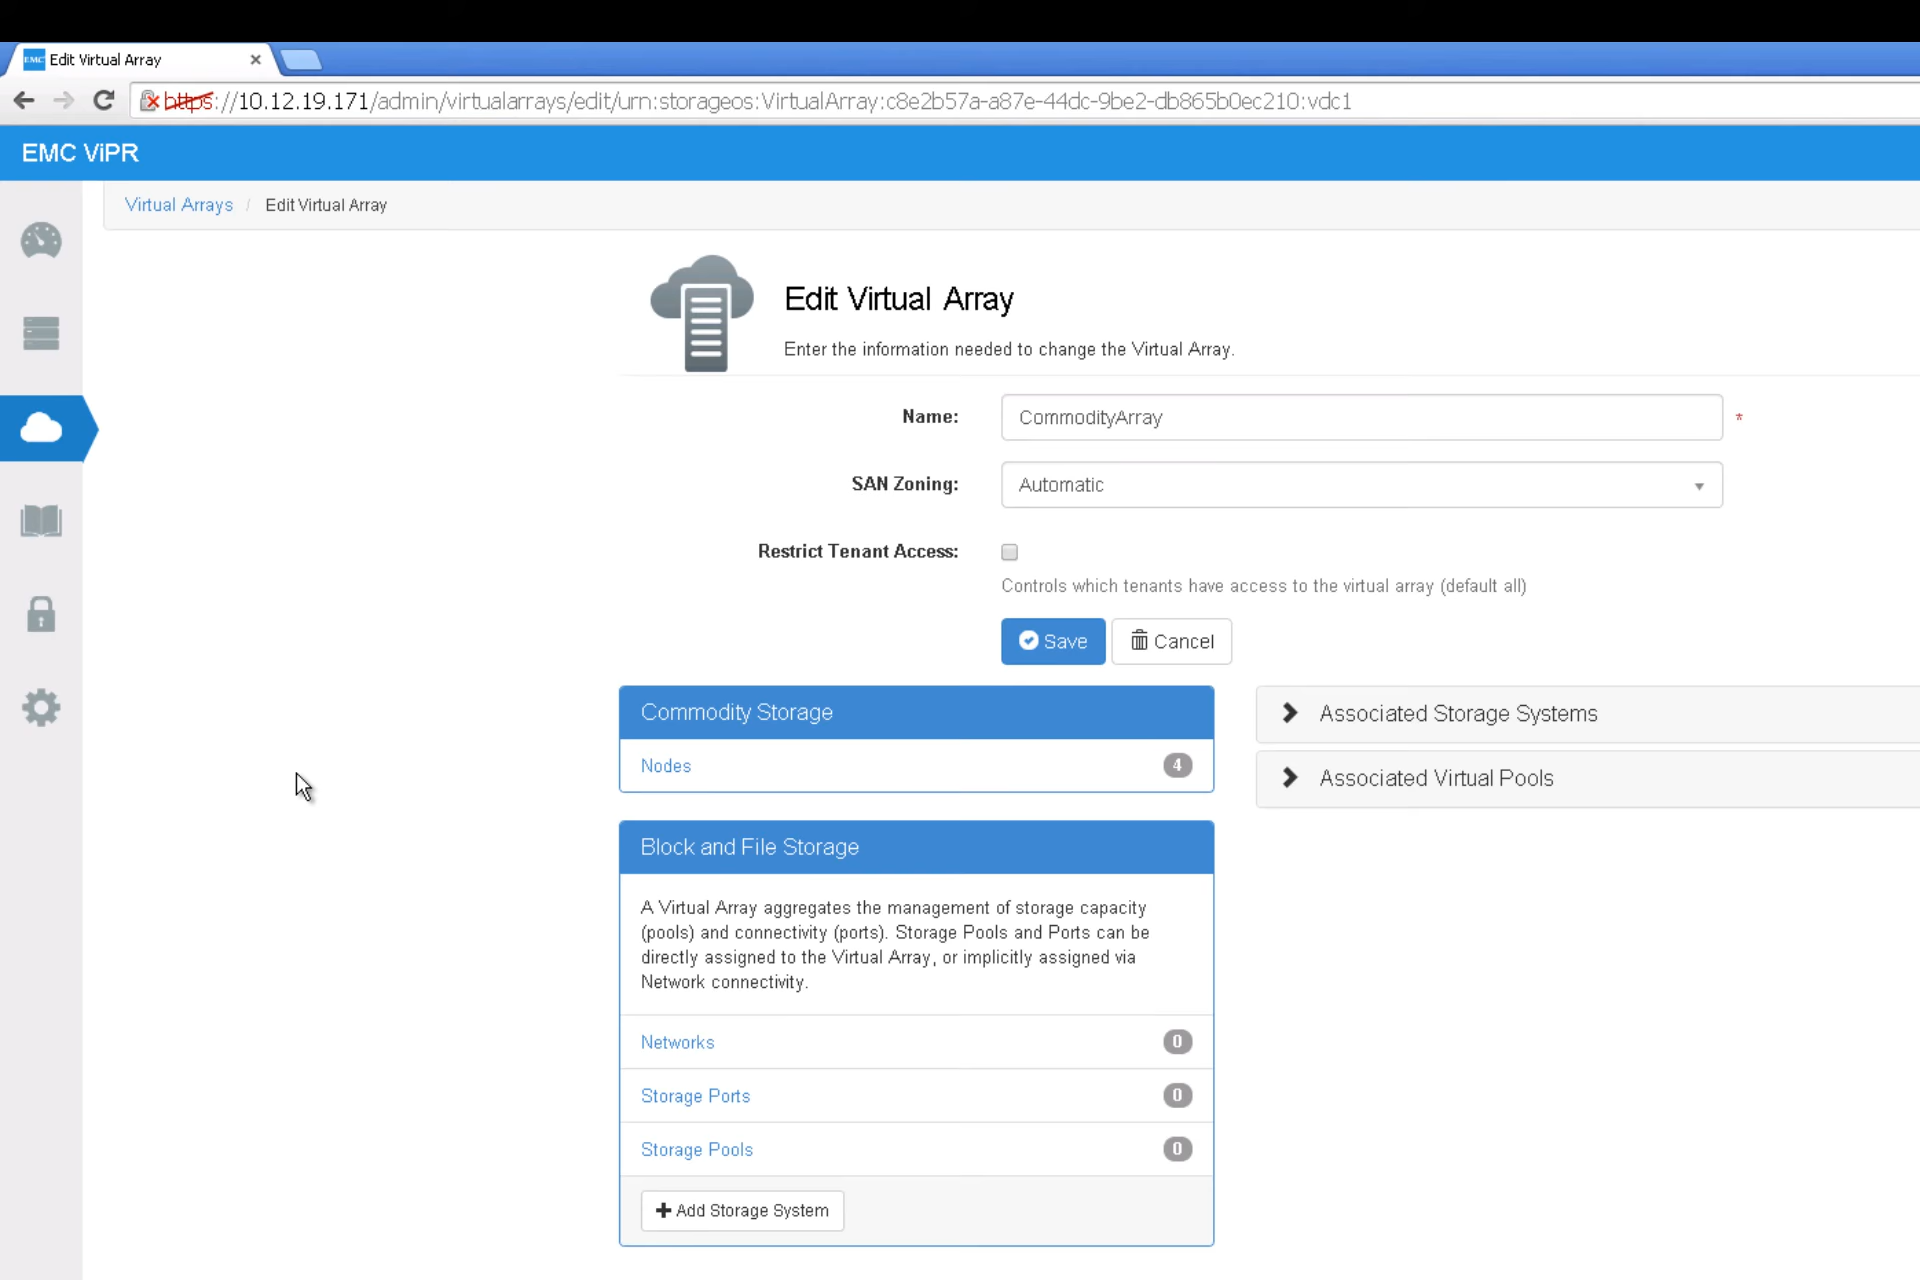 EMC Edit Virtual Array
https://10.12.19.171/admin/virtualarrays/edit/urn:storageos:VirtualArray:c8e2b57a-a87e-44dc-9be2-db865b0ec210:vdc1
EMC ViPR
Virtual Arrays / Edit Virtual Array
Edit Virtual Array
Enter the information needed to change the Virtual Array.
Name: CommodityArray *
SAN Zoning: Automatic
Restrict Tenant Access:
Controls which tenants have access to the virtual array (default all)
Save Cancel
Commodity Storage
Nodes 4
Associated Storage Systems
Associated Virtual Pools
Block and File Storage
A Virtual Array aggregates the management of storage capacity
(pools) and connectivity (ports). Storage Pools and Ports can be
directly assigned to the Virtual Array, or implicitly assigned via
Network connectivity.
Networks 0
Storage Ports 0
Storage Pools 0
+ Add Storage System